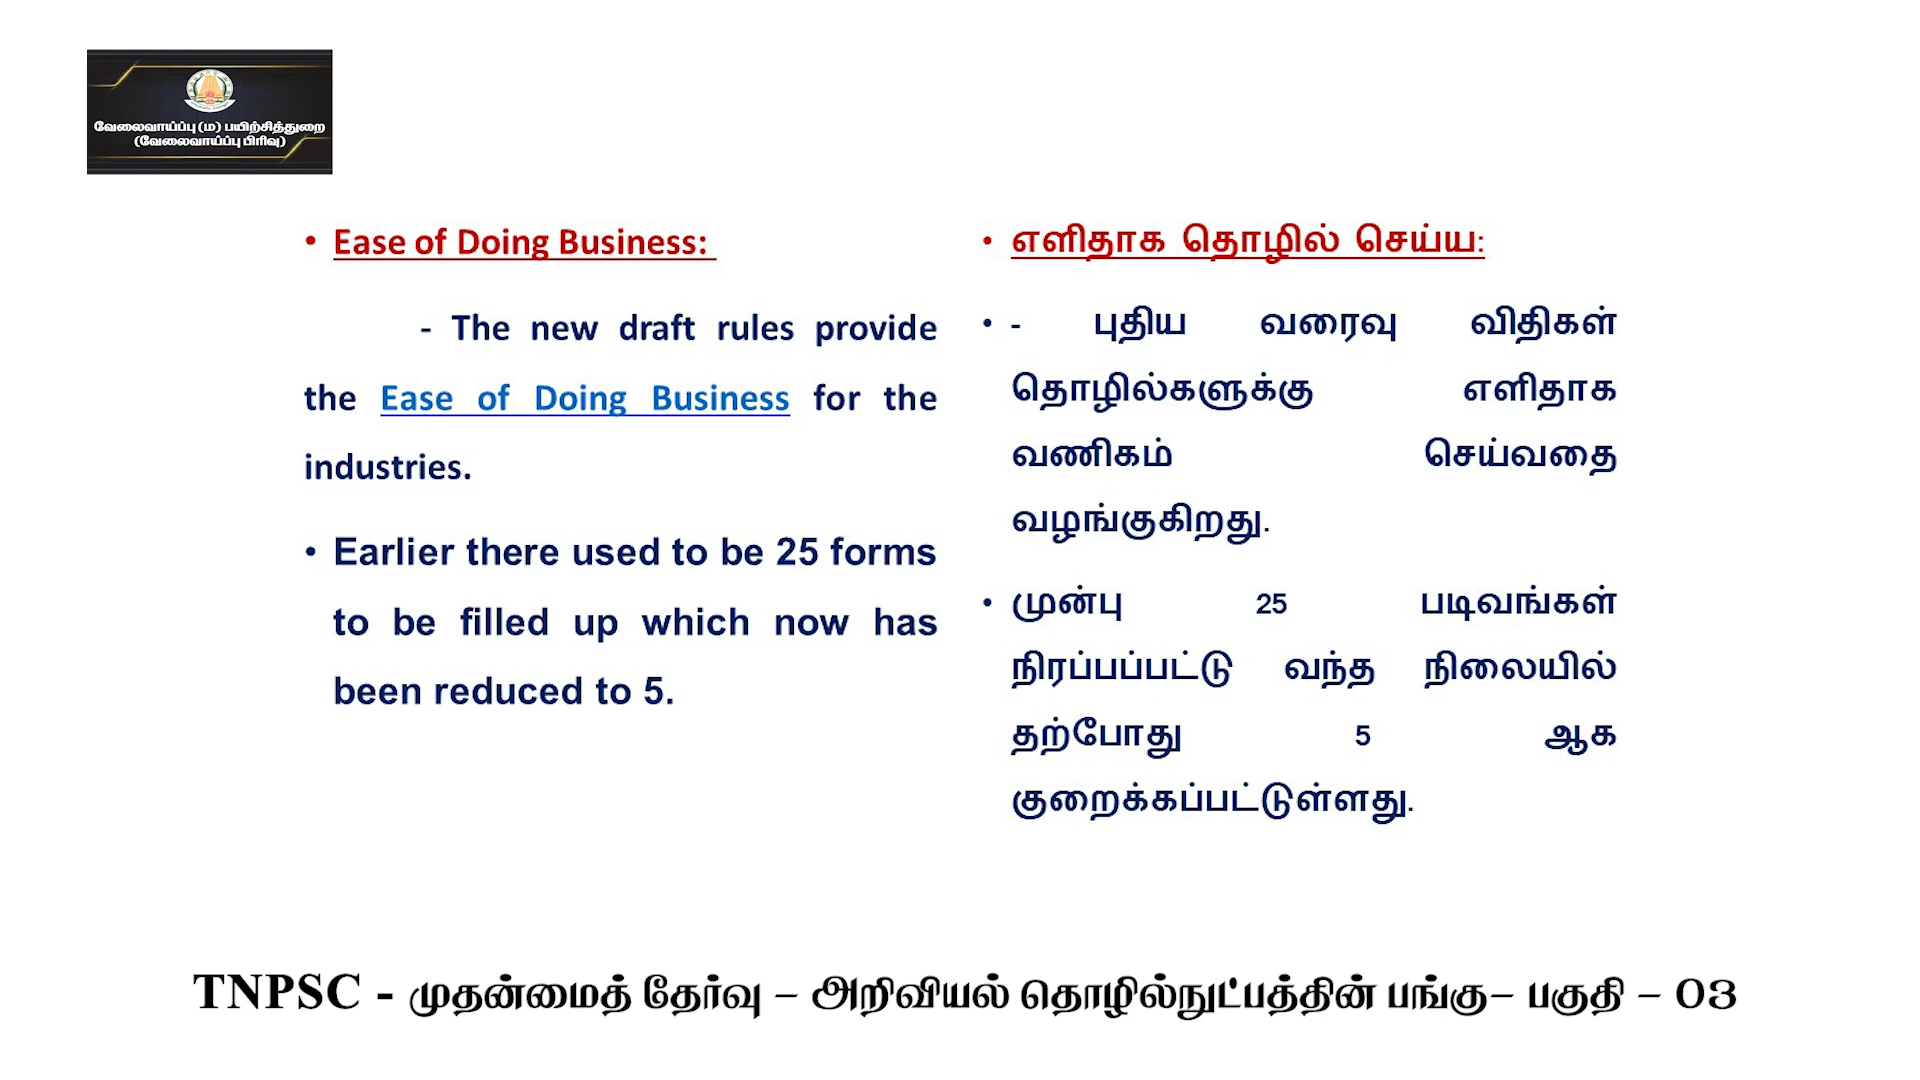 வேலைவாய்ப்பு (ம) பயிற்சித்துறை
(வேலைவாய்ப்பு பிரிவு)
• Ease of Doing Business:
- The new draft rules provide
the Ease of Doing Business for the
industries.
• Earlier there used to be 25 forms
to be filled up which now has
been reduced to 5.
• எளிதாக தொழில் செய்ய:
• - புதிய வரைவு விதிகள்
தொழில்களுக்கு எளிதாக
வணிகம் செய்வதை
வழங்குகிறது.
• முன்பு 25 படிவங்கள்
நிரப்பப்பட்டு வந்த நிலையில்
தற்போது 5 ஆக
குறைக்கப்பட்டுள்ளது.
TNPSC - முதன்மைத் தேர்வு – அறிவியல் தொழில்நுட்பத்தின் பங்கு– பகுதி – 03